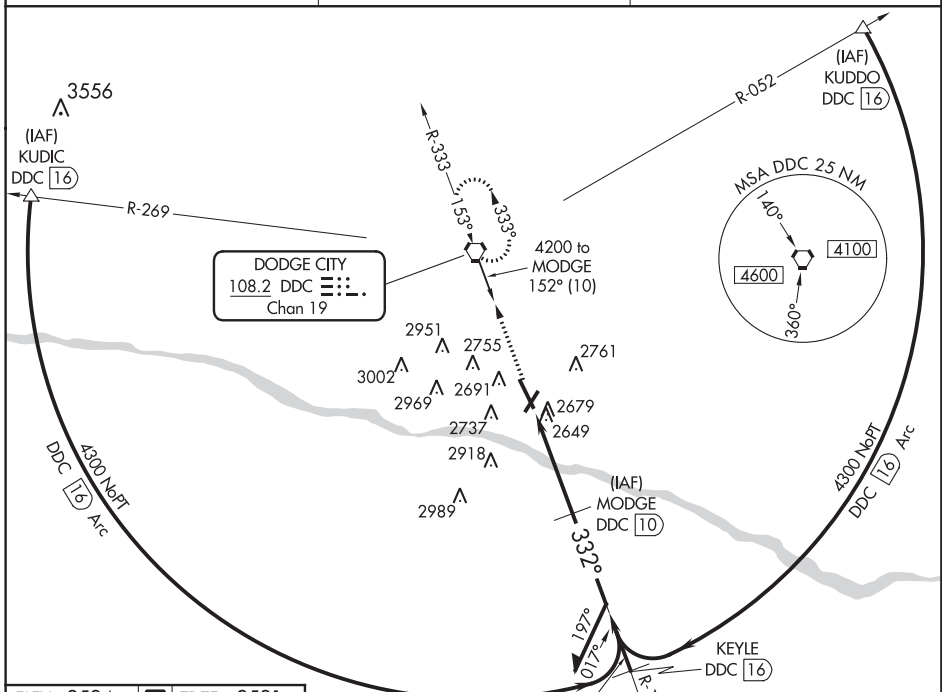 3556
(IAF)
KUDIC
DDC 16
R-269
R-333
153°
333°
R-052
(IAF)
KUDDO
DDC 16
MSA DDC 25 NM
140°
4100
4600
360°
4200 to
MODGE
152° (10)
DODGE CITY
108.2 DDC
Chan 19
2951
2755
2761
3002
2969
2691
2679
2737
2649
2918
2989
(IAF)
MODGE
DDC 10
332°
4300 NoPT
DDC 16 Arc
4300 NoPT
DDC 16 Arc
197°
017°
KEYLE
DDC 16